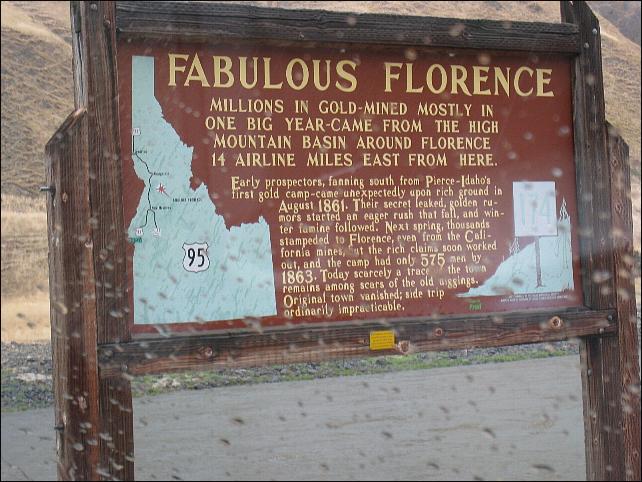 FABULOUS FLORENCE
MILLIONS IN GOLD-MINED MOSTLY IN
ONE BIG YEAR-CAME FROM THE HIGH
MOUNTAIN BASIN AROUND FLORENCE
14 AIRLINE MILES EAST FROM HERE.
Early prospectors, fanning south from Pierce-Idaho's
first gold camp-came unexpectedly upon rich ground in
August 1861. Their secret leaked, golden ru-
mors started an eager rush that fall, and win-
ter famine followed. Next spring, thousands
stampeded to Florence, even from the Cali-
fornia mines, but the rich claims soon worked
out, and the camp had only 575 men by
1863. Today scarcely a trace of the town
remains among scars of the old diggings.
Original town vanished; side trip
ordinarily impracticable.
95
174